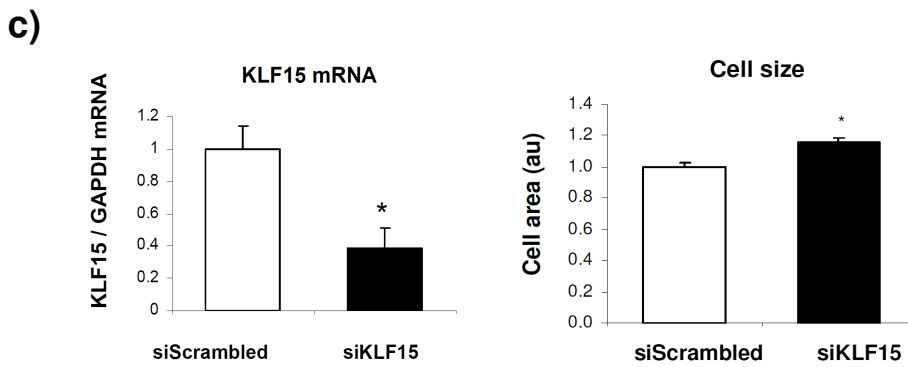 c)
KLF15 mRNA
KLF15 / GAPDH mRNA
1.2
1
0.8
0.6
0.4
0.2
0
*
siScrambled
siKLF15
Cell size
Cell area (au)
1.4
1.2
1.0
0.8
0.6
0.4
0.2
0.0
*
siScrambled
siKLF15